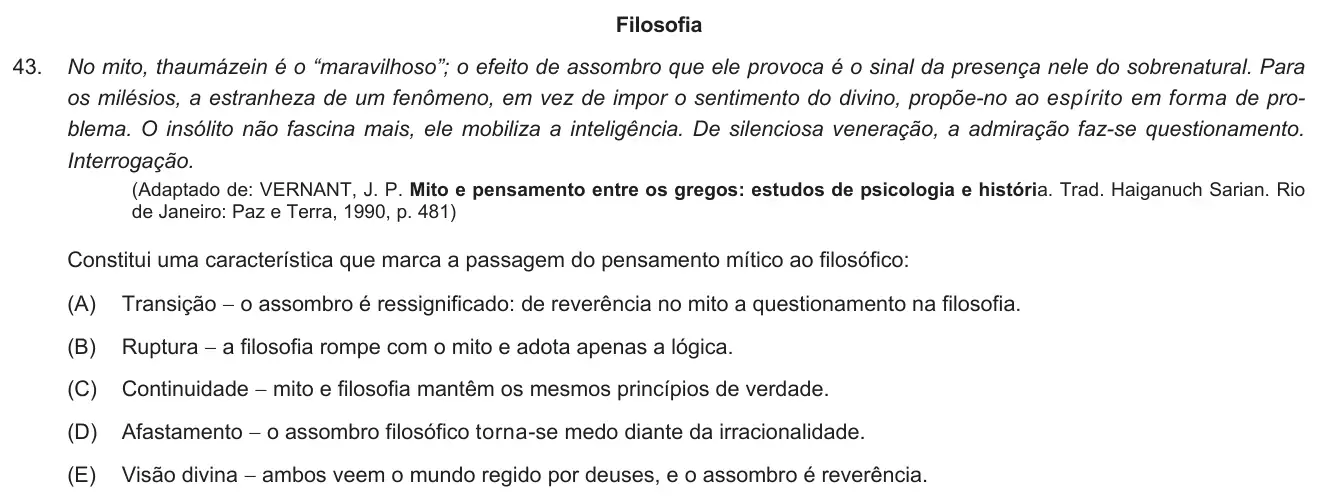 Filosofia
43. No mito, thaumázein é o “maravilhoso”; o efeito de assombro que ele provoca é o sinal da presença nele do sobrenatural. Para
os milésios, a estranheza de um fenômeno, em vez de impor o sentimento do divino, propõe-no ao espírito em forma de pro-
blema. O insólito não fascina mais, ele mobiliza a inteligência. De silenciosa veneração, a admiração faz-se questionamento.
Interrogação.
(Adaptado de: VERNANT, J. P. Mito e pensamento entre os gregos: estudos de psicologia e história. Trad. Haiganuch Sarian. Rio
de Janeiro: Paz e Terra, 1990, p. 481)
Constitui uma característica que marca a passagem do pensamento mítico ao filosófico:
(A) Transição – o assombro é ressignificado: de reverência no mito a questionamento na filosofia.
(B) Ruptura – a filosofia rompe com o mito e adota apenas a lógica.
(C) Continuidade – mito e filosofia mantêm os mesmos princípios de verdade.
(D) Afastamento – o assombro filosófico torna-se medo diante da irracionalidade.
(E) Visão divina – ambos veem o mundo regido por deuses, e o assombro é reverência.